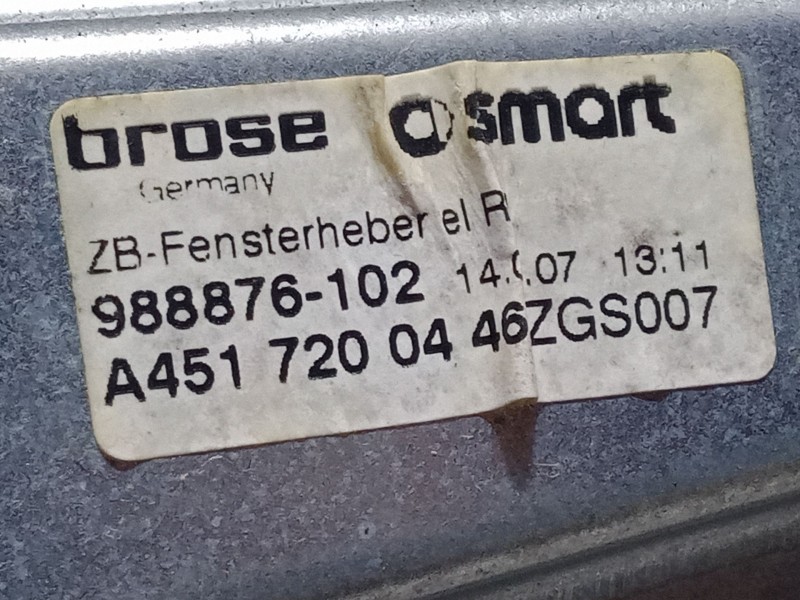 brose smart
Germany
ZB-Fensterheber el R
988876-102 13:11
A451 720 04 46ZGS007